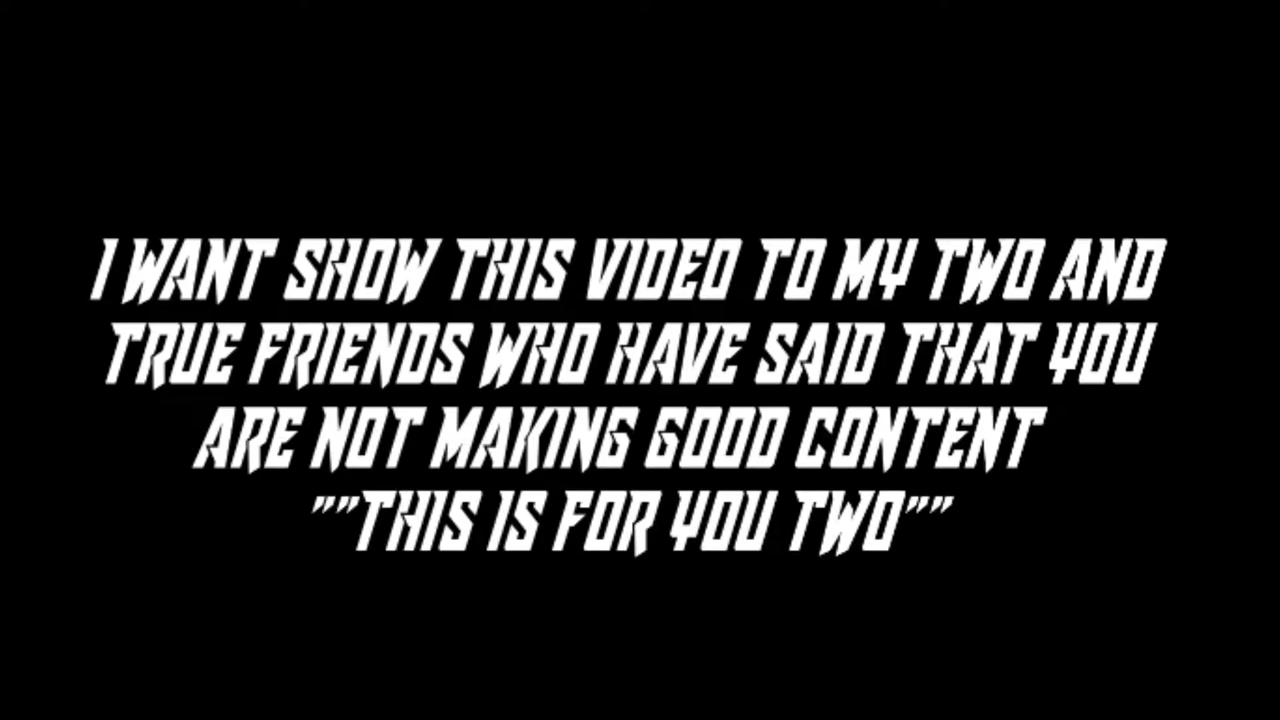 I WANT SHOW THIS VIDEO TO MY TWO AND
TRUE FRIENDS WHO HAVE SAID THAT YOU
ARE NOT MAKING GOOD CONTENT
""THIS IS FOR YOU TWO""